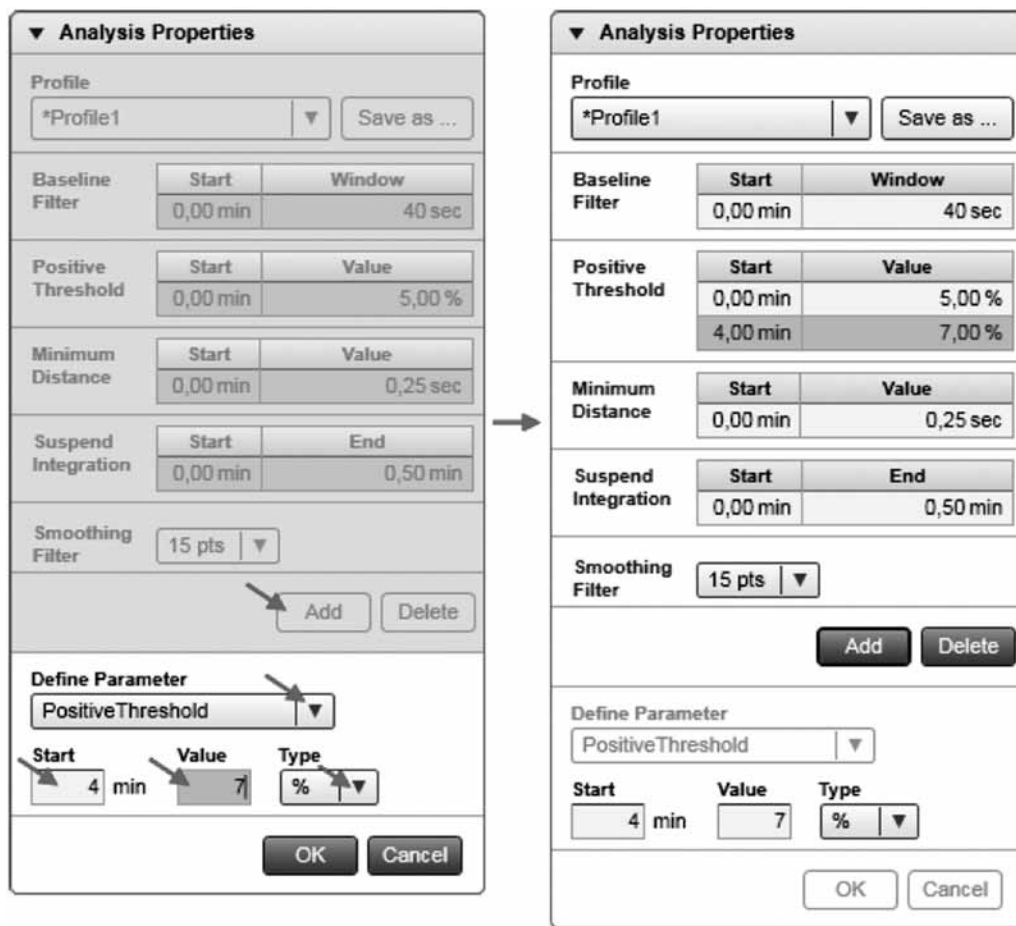 Analysis Properties
Profile
*Profile1
Save as ...
Baseline
Filter
Start Window
0,00 min 40 sec
Positive
Threshold
Start Value
0,00 min 5,00 %
Minimum
Distance
Start Value
0,00 min 0,25 sec
Suspend
Integration
Start End
0,00 min 0,50 min
Smoothing
Filter
15 pts
Add Delete
Define Parameter
PositiveThreshold
Start Value Type
4 min 7 %
OK Cancel
Analysis Properties
Profile
*Profile1
Save as ...
Baseline
Filter
Start Window
0,00 min 40 sec
Positive
Threshold
Start Value
0,00 min 5,00 %
4,00 min 7,00 %
Minimum
Distance
Start Value
0,00 min 0,25 sec
Suspend
Integration
Start End
0,00 min 0,50 min
Smoothing
Filter
15 pts
Add Delete
Define Parameter
PositiveThreshold
Start Value Type
4 min 7 %
OK Cancel